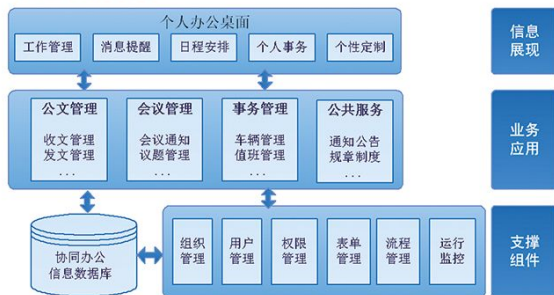 个人办公桌面
工作管理
消息提醒
日程安排
个人事务
个性定制
信息
展现
公文管理
收文管理
发文管理
...
会议管理
会议通知
议题管理
...
事务管理
车辆管理
值班管理
...
公共服务
通知公告
规章制度
...
业务
应用
协同办公
信息数据库
组织
管理
用户
管理
权限
管理
表单
管理
流程
管理
运行
监控
支撑
组件